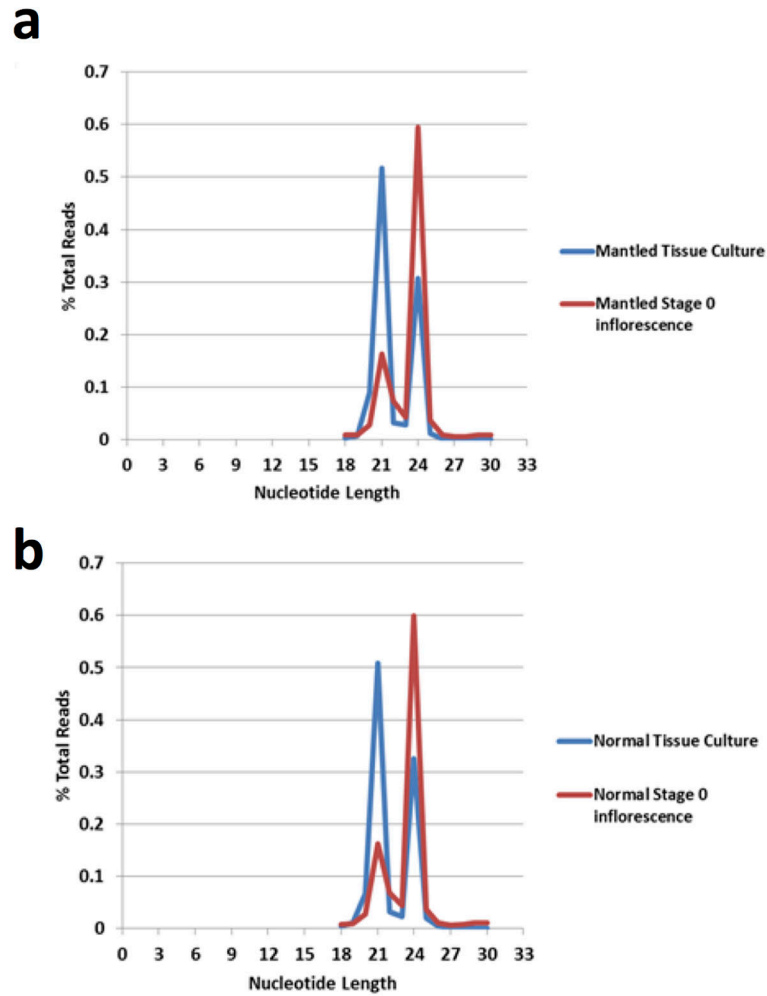 a
0.7
0.6
0.5
0.4
0.3
0.2
0.1
0
% Total Reads
0 3 6 9 12 15 18 21 24 27 30 33
Nucleotide Length
Mantled Tissue Culture
Mantled Stage 0
inflorescence
b
0.7
0.6
0.5
0.4
0.3
0.2
0.1
0
% Total Reads
0 3 6 9 12 15 18 21 24 27 30 33
Nucleotide Length
Normal Tissue Culture
Normal Stage 0
inflorescence